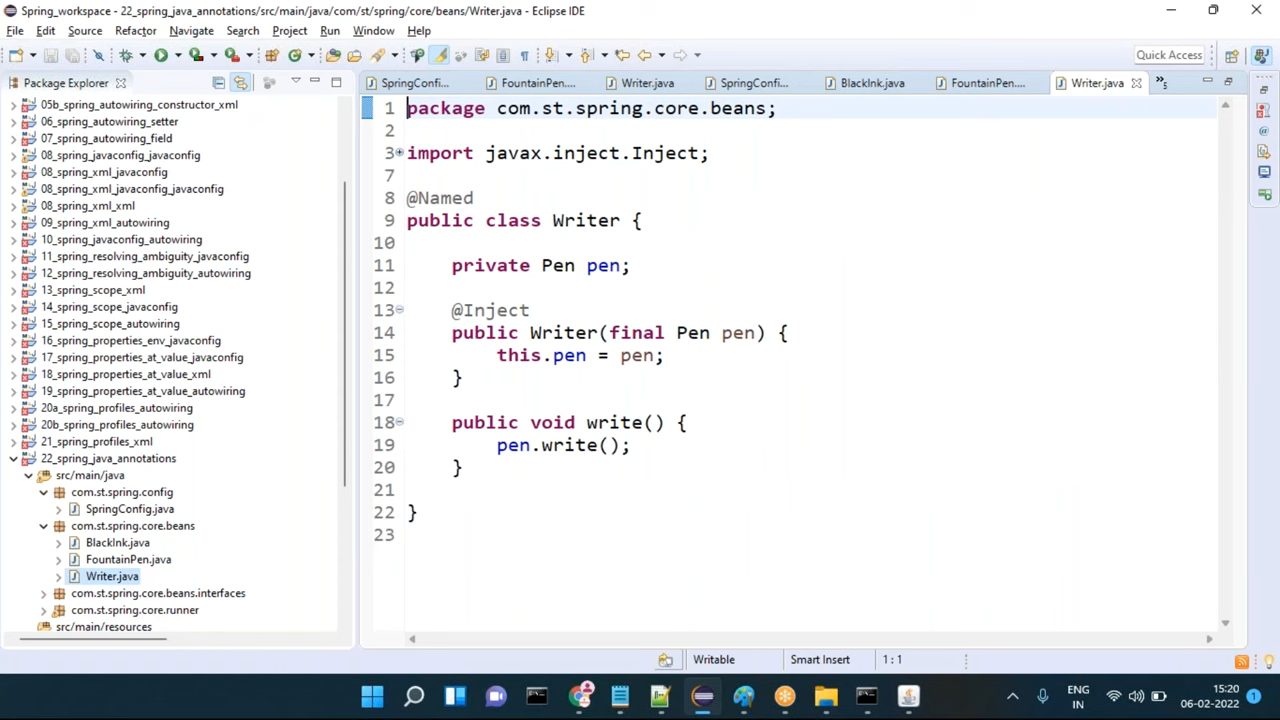 Spring_workspace - 22_spring_java_annotations/src/main/java/com/st/spring/core/beans/Writer.java - Eclipse IDE
File Edit Source Refactor Navigate Search Project Run Window Help
Quick Access
Package Explorer
SpringConfi... FountainPen.... Writer.java SpringConfi... BlackInk.java FountainPen.... Writer.java »5
05b_spring_autowiring_constructor_xml
06_spring_autowiring_setter
07_spring_autowiring_field
08_javaconfig_javaconfig
08_spring_xml_javaconfig
08_spring_xml_javaconfig_javaconfig
08_spring_xml_xml
09_spring_xml_autowiring
10_spring_javaconfig_autowiring
11_spring_resolving_ambiguity_javaconfig
12_spring_resolving_ambiguity_autowiring
13_spring_scope_xml
14_spring_scope_javaconfig
15_spring_scope_autowiring
16_spring_properties_env_javaconfig
17_spring_properties_at_value_javaconfig
18_spring_properties_at_value_xml
19_spring_properties_at_value_autowiring
20a_spring_profiles_autowiring
20b_spring_profiles_autowiring
21_spring_profiles_xml
22_spring_java_annotations
src/main/java
com.st.spring.config
SpringConfig.java
com.st.spring.core.beans
BlackInk.java
FountainPen.java
Writer.java
com.st.spring.core.beans.interfaces
com.st.spring.core.runner
src/main/resources
1 package com.st.spring.core.beans;
2
3 import javax.inject.Inject;
7
8 @Named
9 public class Writer {
10
11 private Pen pen;
12
13 @Inject
14 public Writer(final Pen pen) {
15 this.pen = pen;
16 }
17
18 public void write() {
19 pen.write();
20 }
21
22 }
23
Writable Smart Insert 1 : 1
ENG
IN
15:20
06-02-2022
1